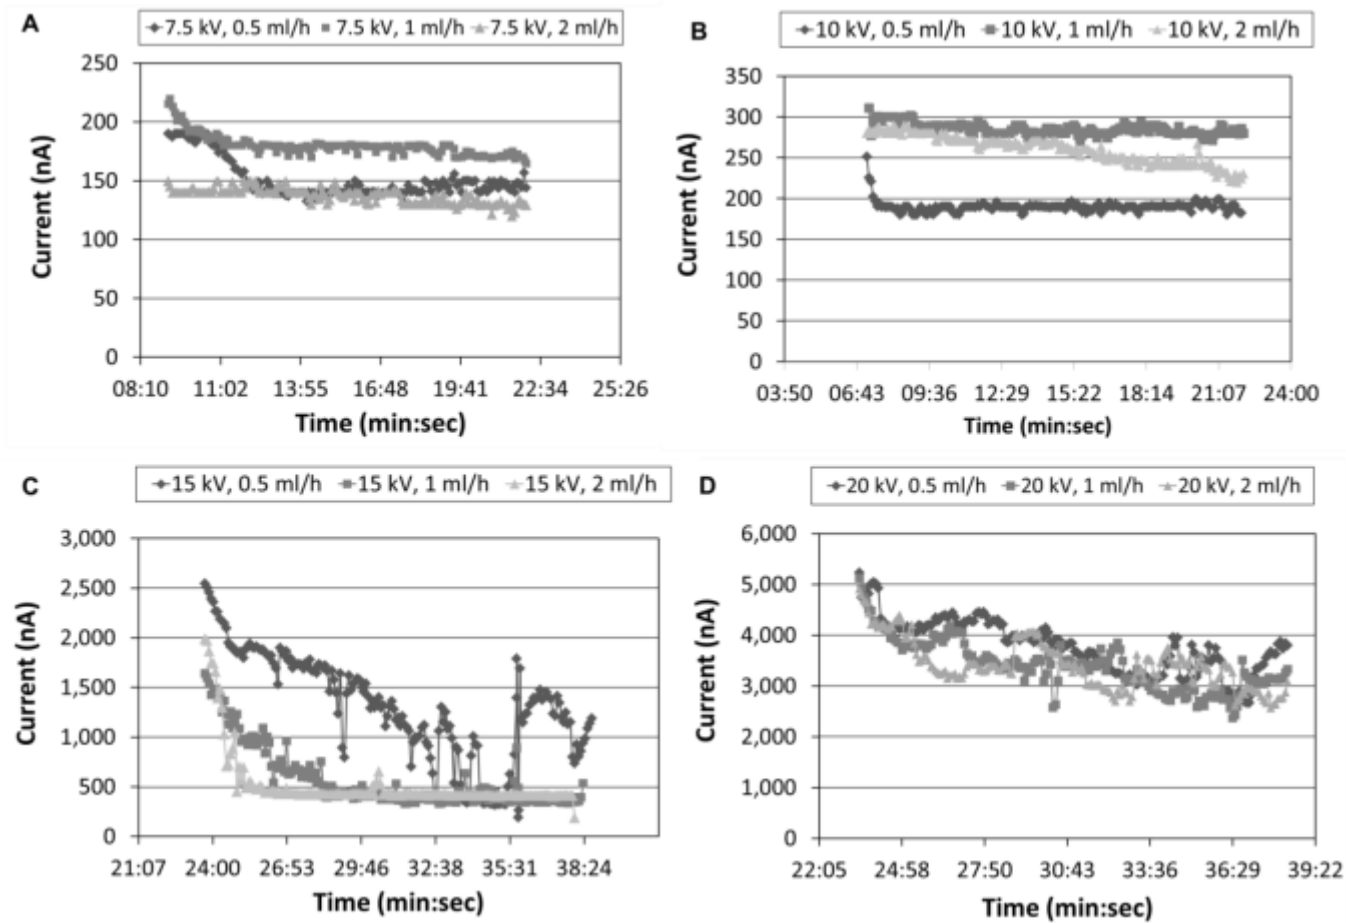 A
7.5 kV, 0.5 ml/h 7.5 kV, 1 ml/h 7.5 kV, 2 ml/h
250
200
150
100
50
0
Current (nA)
08:10 11:02 13:55 16:48 19:41 22:34 25:26
Time (min:sec)
B
10 kV, 0.5 ml/h 10 kV, 1 ml/h 10 kV, 2 ml/h
350
300
250
200
150
100
50
0
Current (nA)
03:50 06:43 09:36 12:29 15:22 18:14 21:07 24:00
Time (min:sec)
C
15 kV, 0.5 ml/h 15 kV, 1 ml/h 15 kV, 2 ml/h
3,000
2,500
2,000
1,500
1,000
500
0
Current (nA)
21:07 24:00 26:53 29:46 32:38 35:31 38:24
Time (min:sec)
D
20 kV, 0.5 ml/h 20 kV, 1 ml/h 20 kV, 2 ml/h
6,000
5,000
4,000
3,000
2,000
1,000
0
Current (nA)
22:05 24:58 27:50 30:43 33:36 36:29 39:22
Time (min:sec)